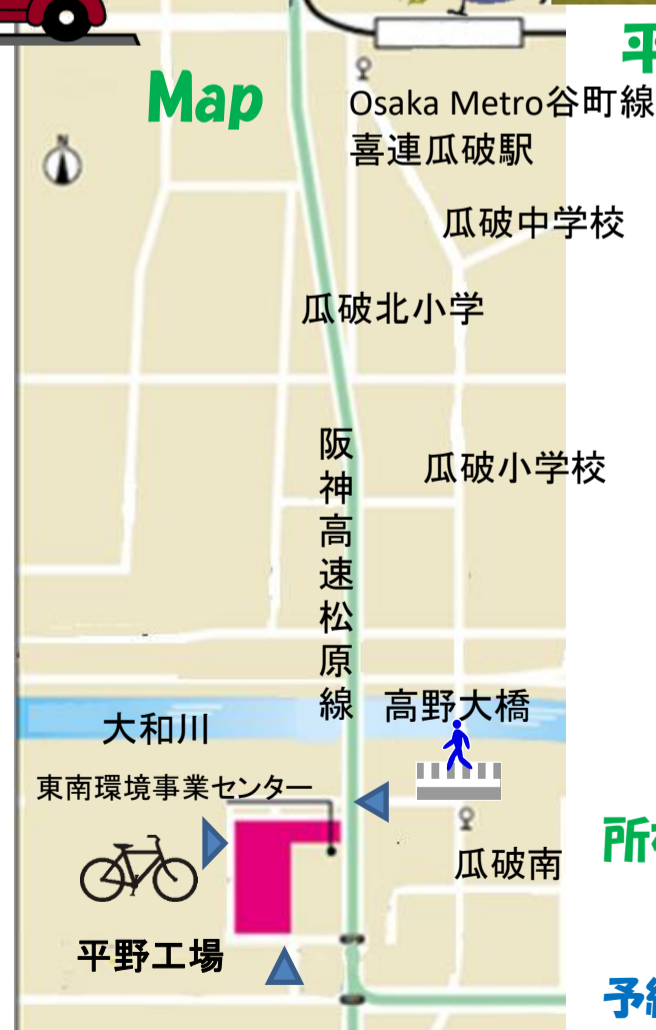 平
Map
N
Osaka Metro谷町線
喜連瓜破駅
瓜破中学校
瓜破北小学
瓜破小学校
阪神高速松原線
高野大橋
大和川
東南環境事業センター
瓜破南
所
平野工場
予